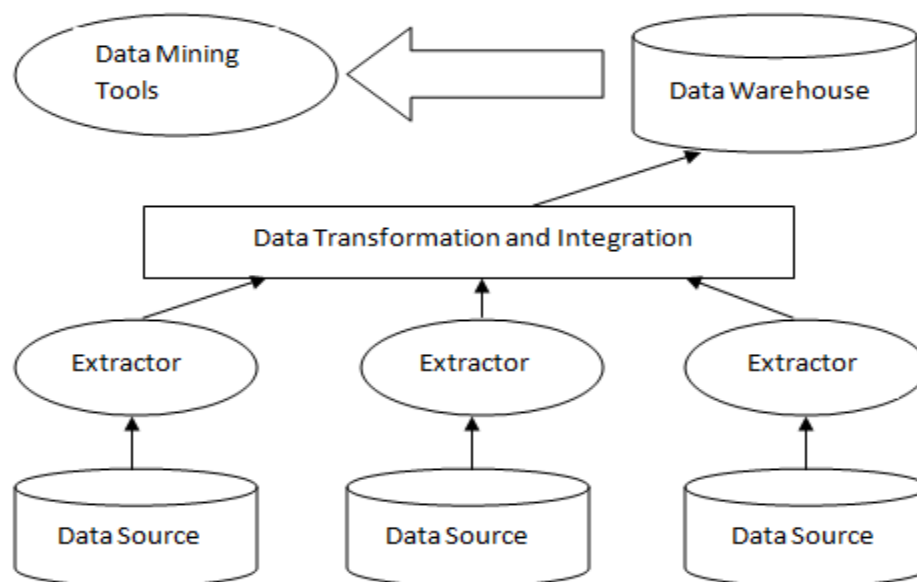 Data Mining
Tools
Data Warehouse
Data Transformation and Integration
Extractor
Extractor
Extractor
Data Source
Data Source
Data Source